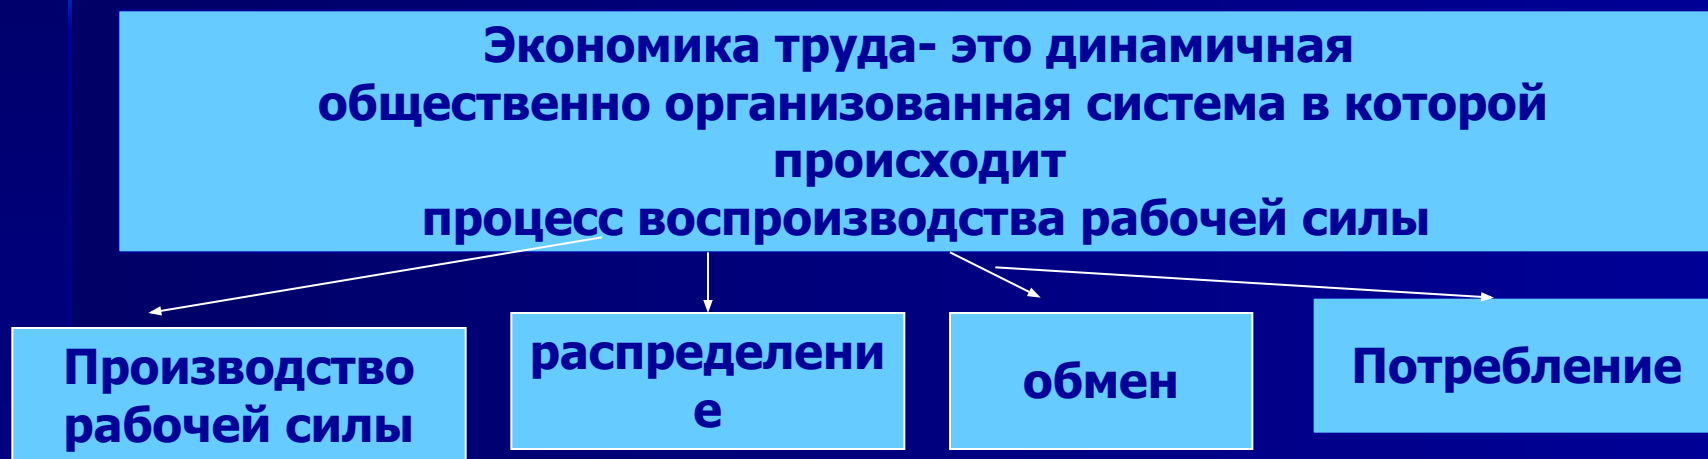 Экономика труда- это динамичная
общественно организованная система в которой
происходит
процесс воспроизводства рабочей силы
Производство
рабочей силы
распределени
е
обмен
Потребление